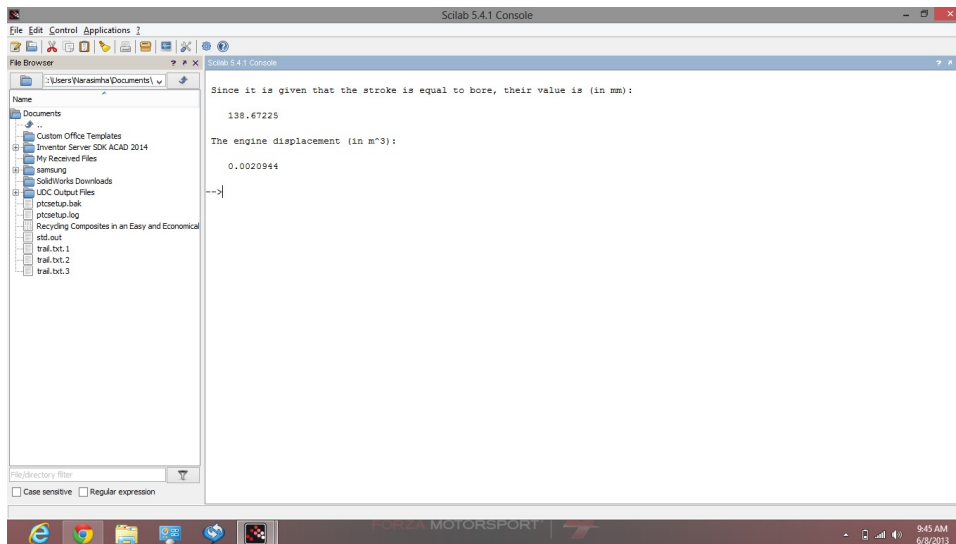 Scilab 5.4.1 Console
File Edit Control Applications ?
File Browser
Scilab 5.4.1 Console
:\Users\Narasimha\Documents\
Name
Documents
..
Custom Office Templates
Inventor Server SDK ACAD 2014
My Received Files
samsung
SolidWorks Downloads
UDC Output Files
ptcsetup.bak
ptcsetup.log
Recycling Composites in an Easy and Economical
std.out
trail.txt.1
trail.txt.2
trail.txt.3
Since it is given that the stroke is equal to bore, their value is (in mm):
138.67225
The engine displacement (in m^3):
0.0020944
-->
File/directory filter
Case sensitive Regular expression
FORZA MOTORSPORT
9:45 AM
6/8/2013